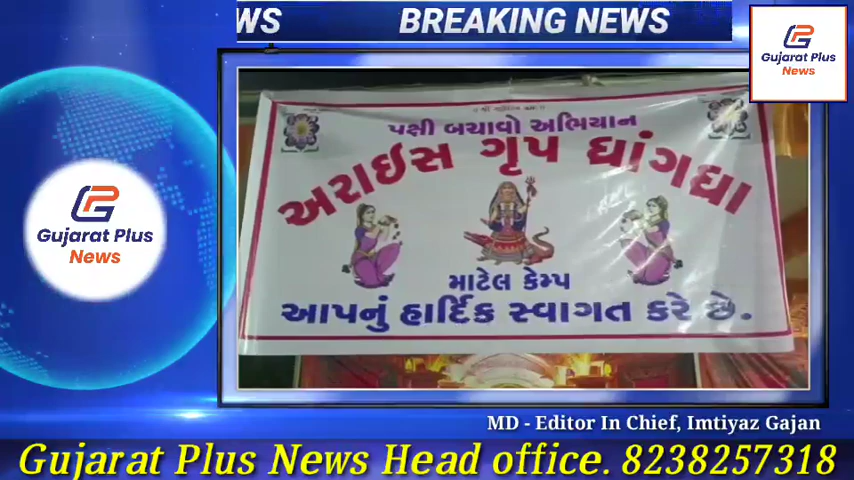 WS
BREAKING NEWS
Gujarat Plus
News
પક્ષી બચાવો અભિયાન
અરાઇસ ગૃપ ધ્રાંગધ્રા
માટેલ કેમ્પ
આપનું હાર્દિક સ્વાગત કરે છે.
Gujarat Plus
News
MD - Editor In Chief, Imtiyaz Gajan
Gujarat Plus News Head office. 8238257318